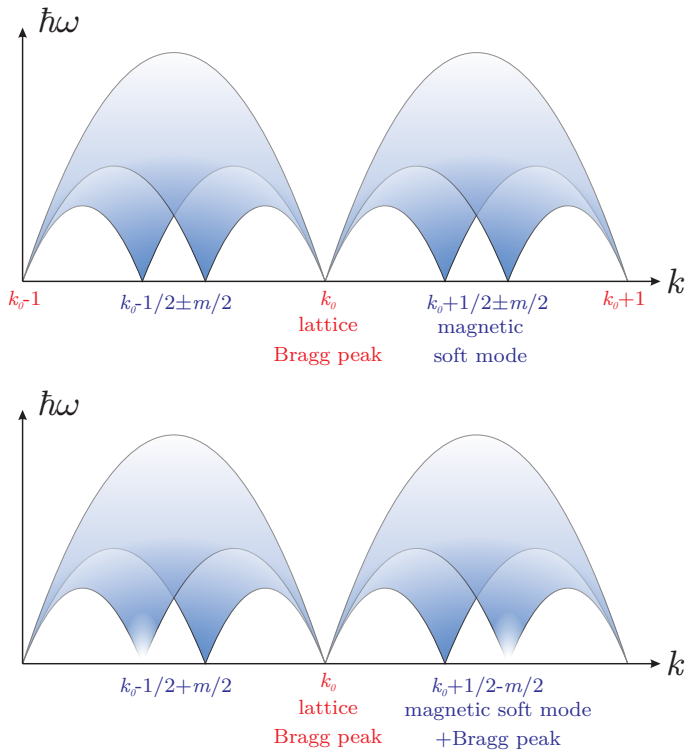 ħω
k
k₀-1
k₀-1/2±m/2
k₀
k₀+1/2±m/2
k₀+1
lattice
magnetic
Bragg peak
soft mode
ħω
k
k₀-1/2+m/2
k₀
k₀+1/2-m/2
lattice
magnetic soft mode
Bragg peak
+Bragg peak